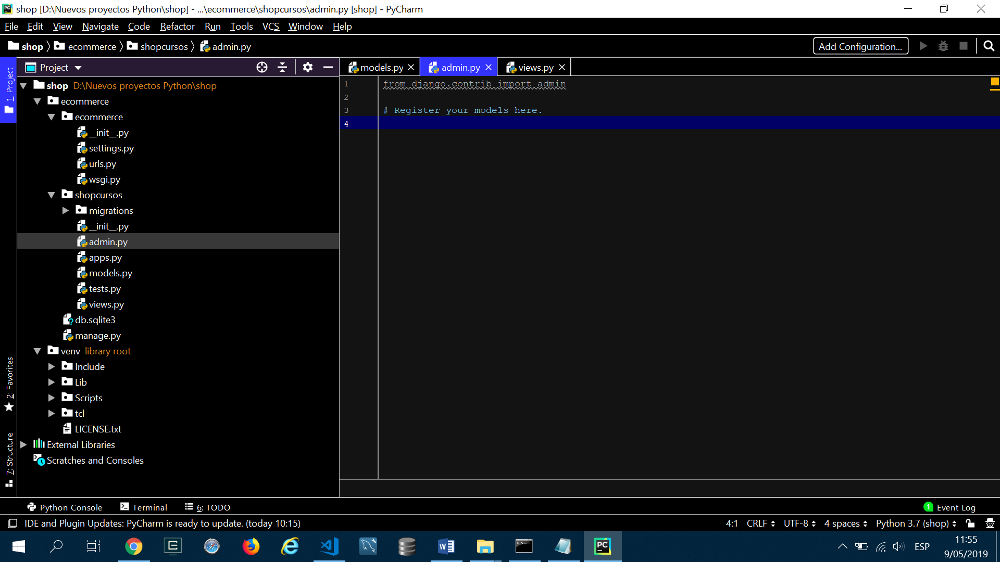 shop [D:\Nuevos proyectos Python\shop] - ...\ecommerce\shopcursos\admin.py [shop] - PyCharm
File Edit View Navigate Code Refactor Run Tools VCS Window Help
shop ecommerce shopcursos admin.py Add Configuration...
1: Project
2: Favorites
7: Structure
Project
shop D:\Nuevos proyectos Python\shop
ecommerce
ecommerce
__init__.py
settings.py
urls.py
wsgi.py
shopcursos
migrations
__init__.py
admin.py
apps.py
models.py
tests.py
views.py
db.sqlite3
manage.py
venv library root
Include
Lib
Scripts
tcl
LICENSE.txt
External Libraries
Scratches and Consoles
models.py admin.py views.py
1 from django.contrib import admin
2
3 # Register your models here.
4
Python Console Terminal 6: TODO 1 Event Log
IDE and Plugin Updates: PyCharm is ready to update. (today 10:15) 4:1 CRLF UTF-8 4 spaces Python 3.7 (shop)
ESP 11:55
9/05/2019